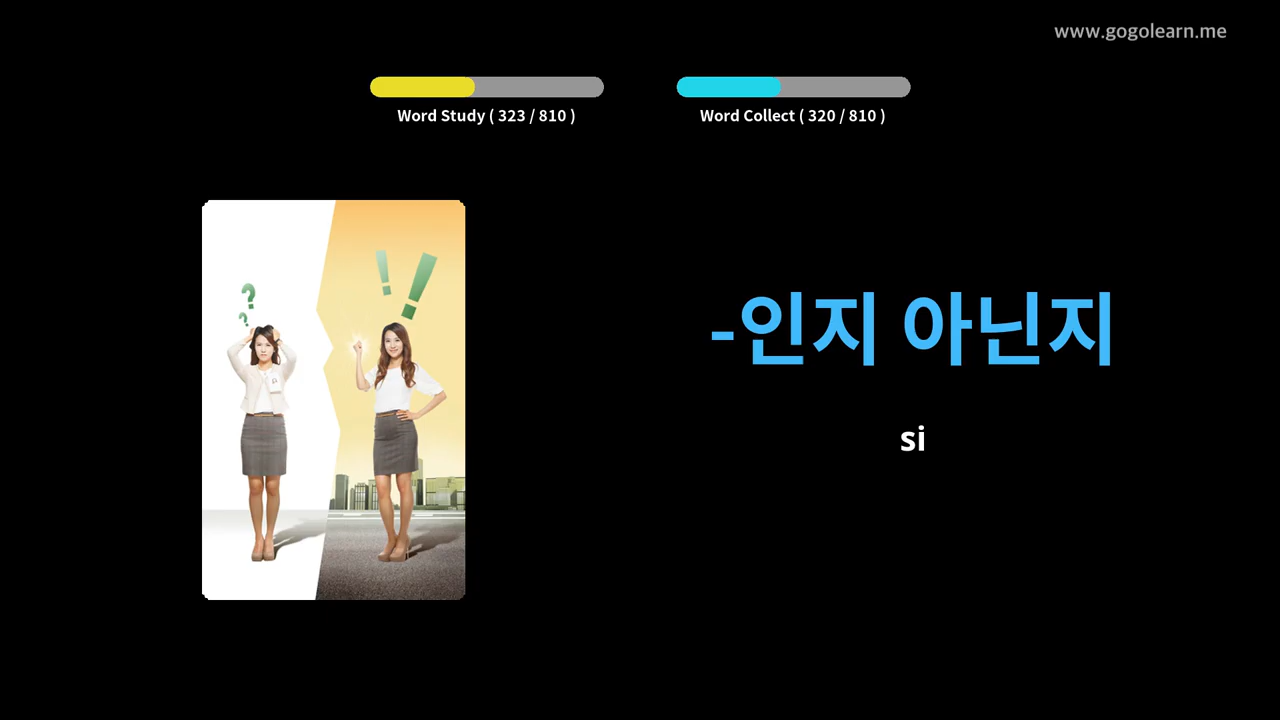 www.gogolearn.me
Word Study ( 323 / 810 )
Word Collect ( 320 / 810 )
? ?
! !
-인지 아닌지
si